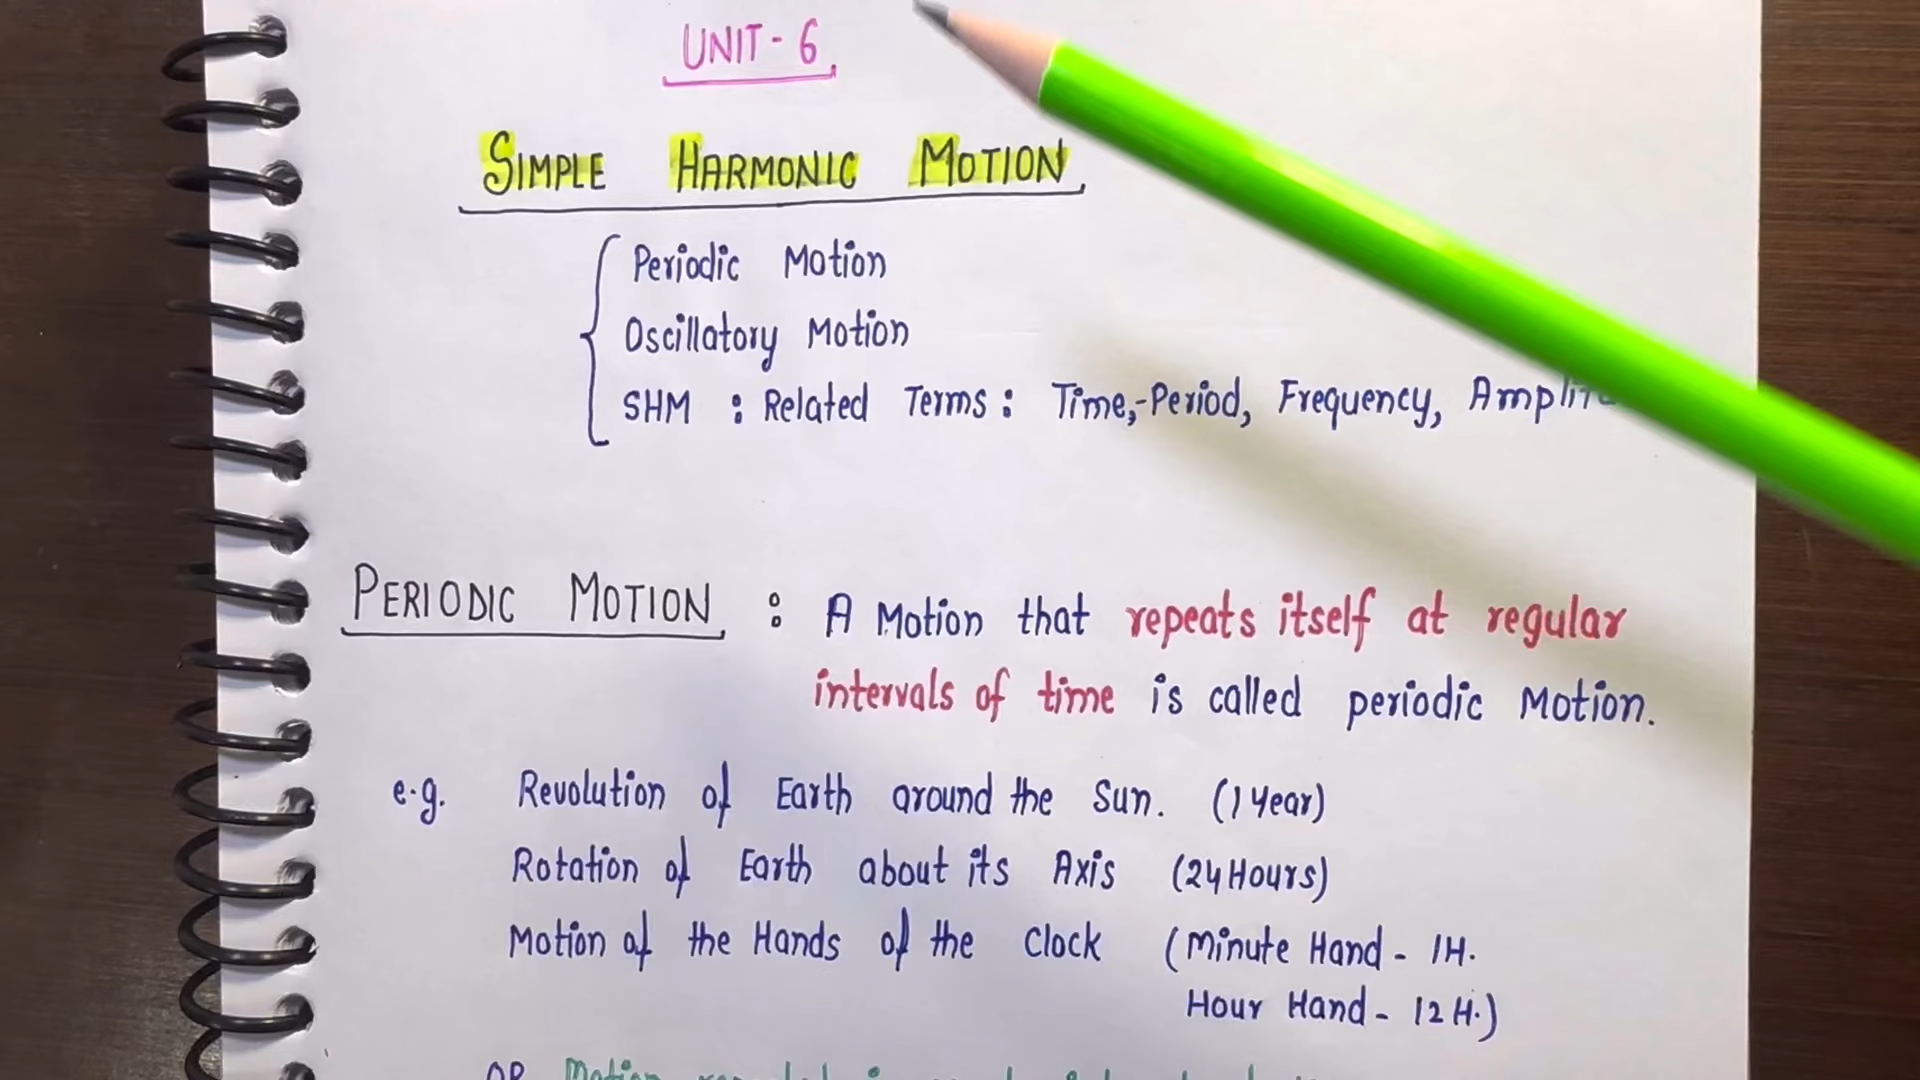 UNIT - 6
SIMPLE HARMONIC MOTION
Periodic Motion
Oscillatory Motion
SHM : Related Terms : Time,-Period, Frequency,
PERIODIC MOTION : A Motion that repeats itself at regular
intervals of time is called periodic Motion.
e.g. Revolution of Earth around the Sun. (1 Year)
Rotation of Earth about its Axis (24 Hours)
Motion of the Hands of the Clock (Minute Hand - 1H.
Hour Hand - 12 H.)
OR Motion